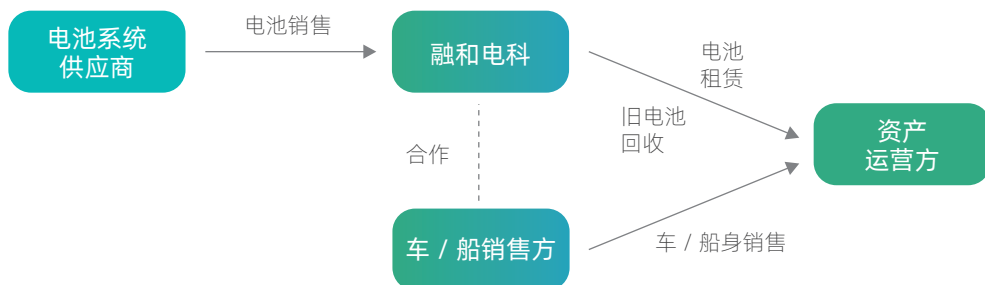 电池系统
供应商
电池销售
融和电科
电池
租赁
旧电池
回收
资产
运营方
合作
车 / 船销售方
车 / 船身销售